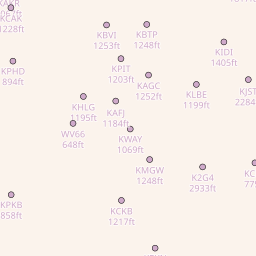 KCAK
1228ft
KBVI
1253ft
KBTP
1248ft
KIDI
1405ft
KPHD
894ft
KPIT
1203ft
KAGC
1252ft
KLBE
1199ft
KJST
2284
KHLG
1195ft
KAFJ
1184ft
WV66
648ft
KWAY
1069ft
KMGW
1248ft
K2G4
2933ft
KPKB
858ft
KCKB
1217ft